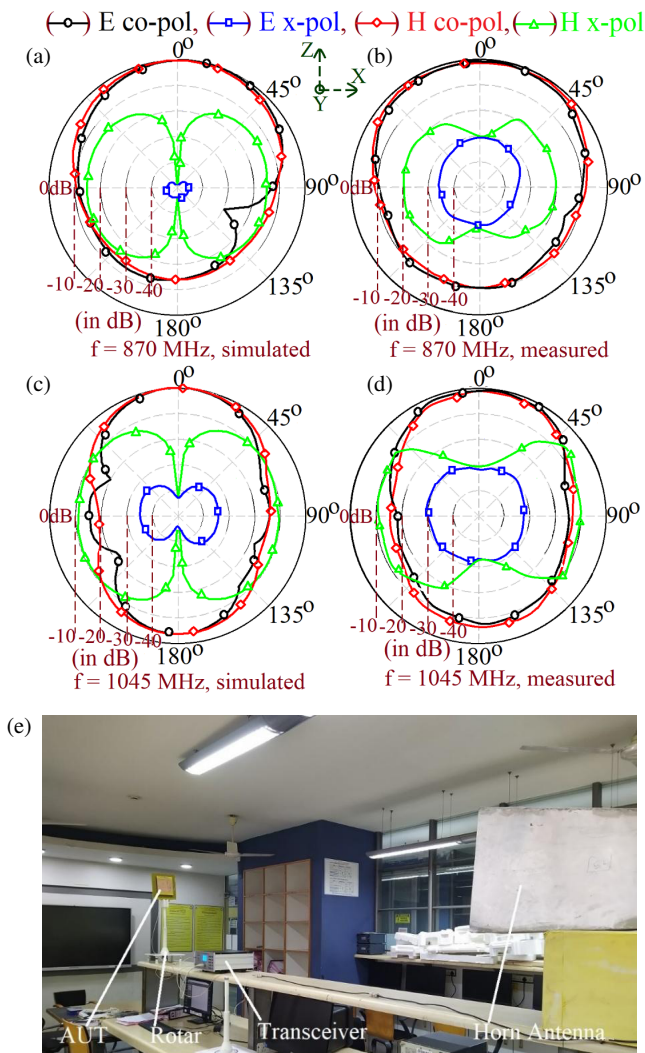 (—) E co-pol, (—) E x-pol, (—) H co-pol, (—) H x-pol
(a)
0°
45°
90°
135°
180°
0dB
-10 -20 -30 -40
(in dB)
f = 870 MHz, simulated
Z
X
Y
(b)
0°
45°
90°
135°
180°
0dB
-10 -20 -30 -40
(in dB)
f = 870 MHz, measured
(c)
0°
45°
90°
135°
180°
0dB
-10 -20 -30 -40
(in dB)
f = 1045 MHz, simulated
(d)
0°
45°
90°
135°
180°
0dB
-10 -20 -30 -40
(in dB)
f = 1045 MHz, measured
(e)
AUT Rotar Transceiver Horn Antenna